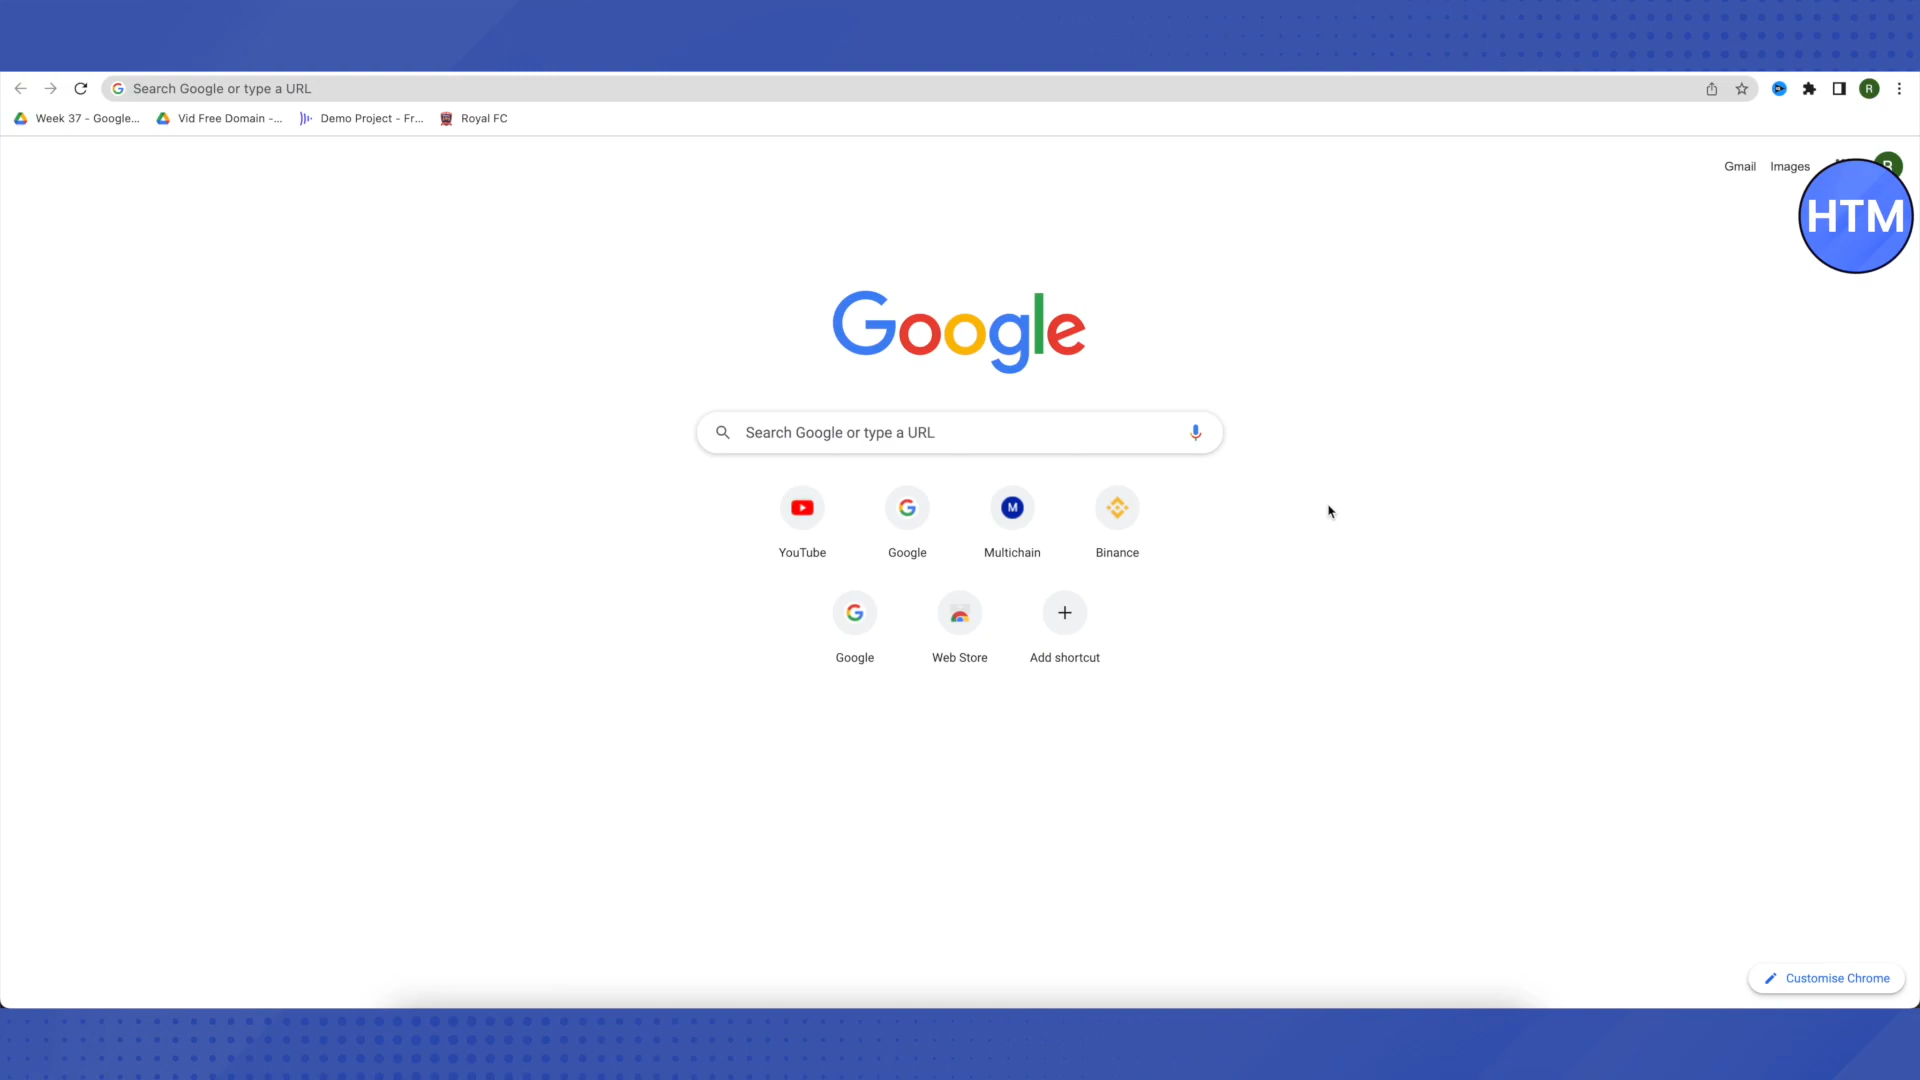 Search Google or type a URL
R
Week 37 - Google...
Vid Free Domain -...
Demo Project - Fr...
Royal FC
Gmail
Images
HTM
Google
Search Google or type a URL
M
YouTube
Google
Multichain
Binance
Google
Web Store
Add shortcut
Customise Chrome